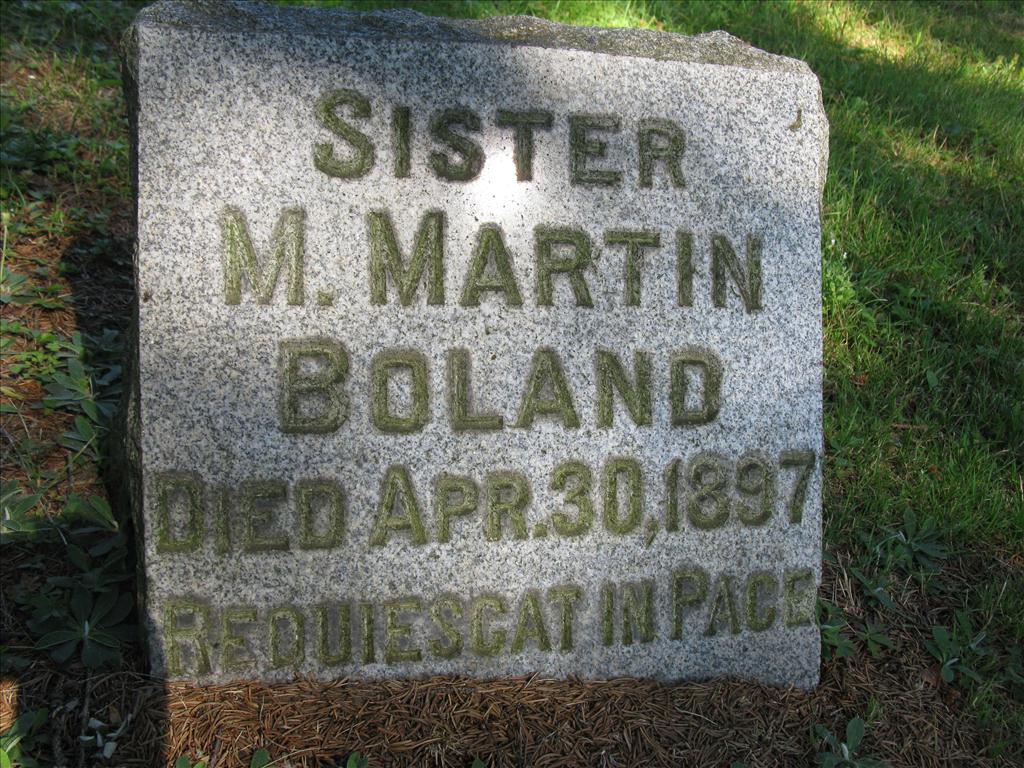 SISTER
M. MARTIN
BOLAND
DIED APR. 30, 1897
REQUIESCAT IN PACE